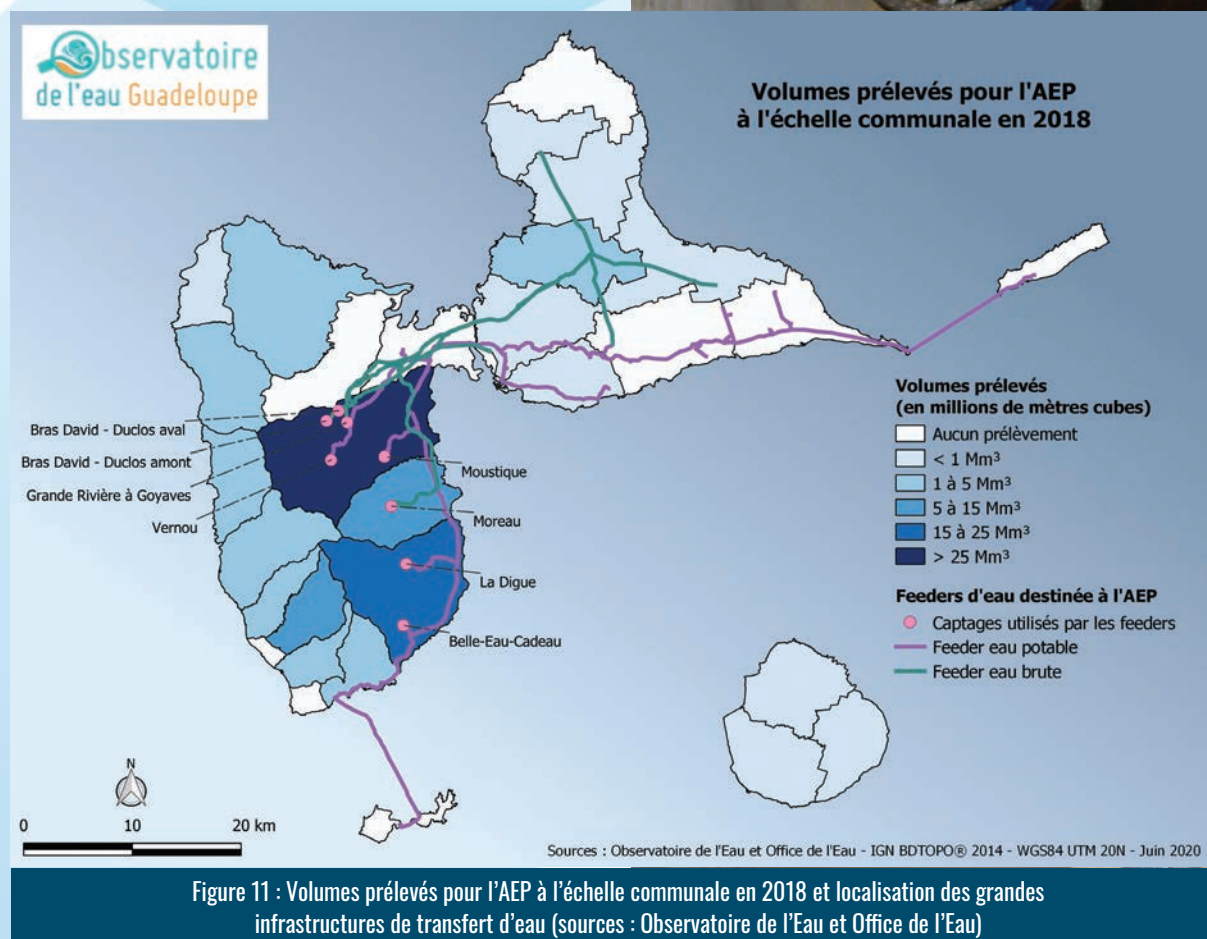 Observatoire
de l'eau Guadeloupe
Volumes prélevés pour l'AEP
à l'échelle communale en 2018
Bras David - Duclos aval
Bras David - Duclos amont
Grande Rivière à Goyaves
Vernou
Moustique
Moreau
La Digue
Belle-Eau-Cadeau
Volumes prélevés
(en millions de mètres cubes)
Aucun prélèvement
< 1 Mm³
1 à 5 Mm³
5 à 15 Mm³
15 à 25 Mm³
> 25 Mm³
Feeders d'eau destinée à l'AEP
Captages utilisés par les feeders
Feeder eau potable
Feeder eau brute
N
0 10 20 km
Sources : Observatoire de l'Eau et Office de l'Eau - IGN BDTOPO® 2014 - WGS84 UTM 20N - Juin 2020
Figure 11 : Volumes prélevés pour l'AEP à l'échelle communale en 2018 et localisation des grandes
infrastructures de transfert d'eau (sources : Observatoire de l'Eau et Office de l'Eau)